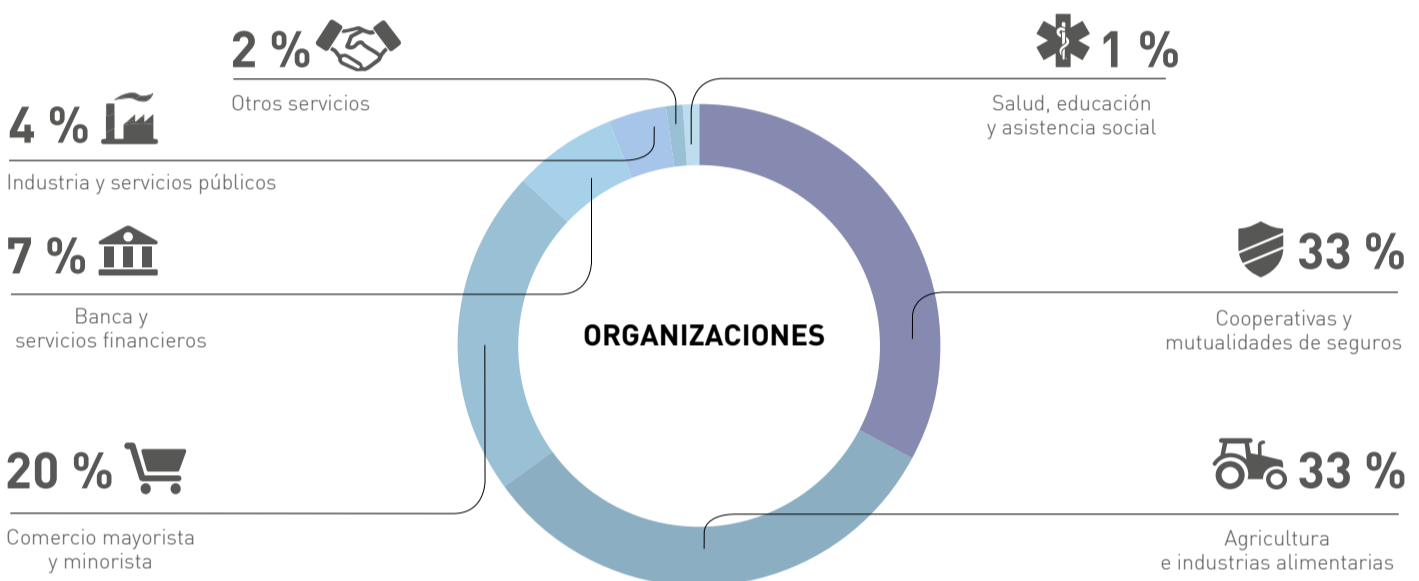 2 %
Otros servicios
1 %
Salud, educación
y asistencia social
4 %
Industria y servicios públicos
7 %
Banca y
servicios financieros
33 %
Cooperativas y
mutualidades de seguros
ORGANIZACIONES
20 %
Comercio mayorista
y minorista
33 %
Agricultura
e industrias alimentarias